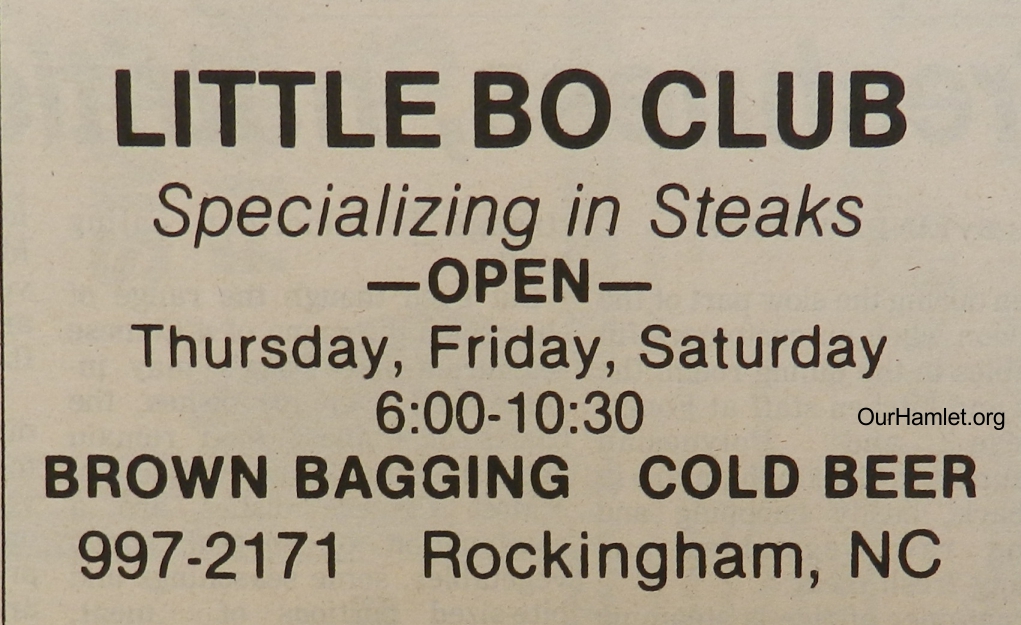 LITTLE BO CLUB
Specializing in Steaks
—OPEN—
Thursday, Friday, Saturday
6:00-10:30
OurHamlet.org
BROWN BAGGING COLD BEER
997-2171 Rockingham, NC